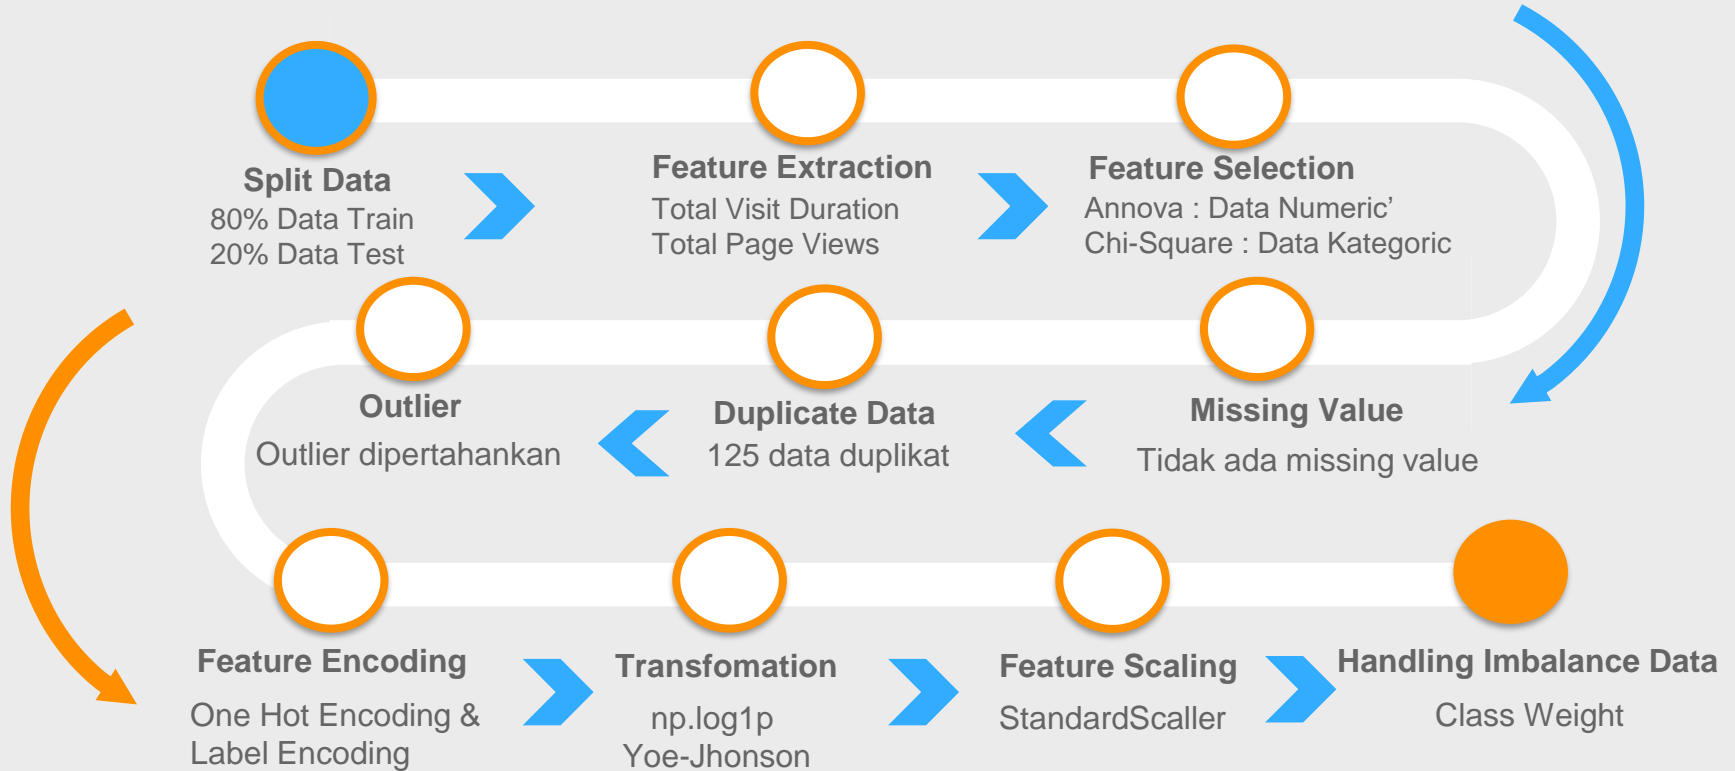 Split Data
80% Data Train
20% Data Test
Feature Extraction
Total Visit Duration
Total Page Views
Feature Selection
Annova : Data Numeric’
Chi-Square : Data Kategoric
Missing Value
Tidak ada missing value
Duplicate Data
125 data duplikat
Outlier
Outlier dipertahankan
Feature Encoding
One Hot Encoding &
Label Encoding
Transfomation
np.log1p
Yoe-Jhonson
Feature Scaling
StandardScaller
Handling Imbalance Data
Class Weight